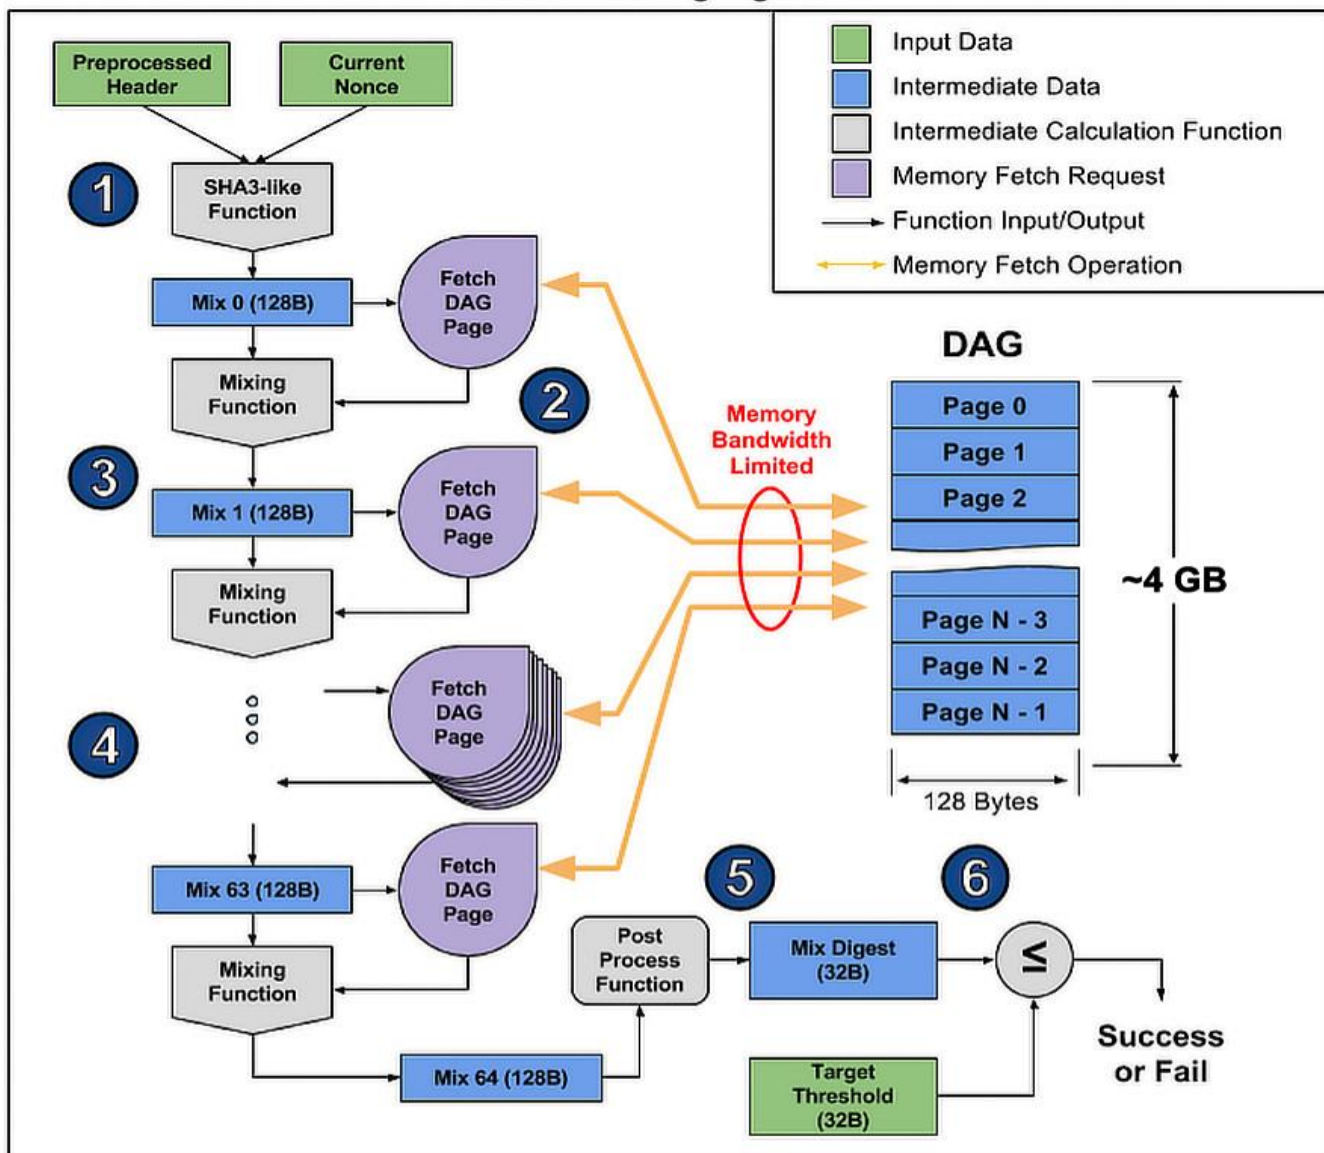 Preprocessed
Header
Current
Nonce
Input Data
Intermediate Data
Intermediate Calculation Function
Memory Fetch Request
Function Input/Output
Memory Fetch Operation
1
SHA3-like
Function
Mix 0 (128B)
Fetch
DAG
Page
Mixing
Function
2
3
Mix 1 (128B)
Fetch
DAG
Page
Mixing
Function
Memory
Bandwidth
Limited
DAG
Page 0
Page 1
Page 2
Page N - 3
Page N - 2
Page N - 1
~4 GB
128 Bytes
4
Fetch
DAG
Page
Mix 63 (128B)
Fetch
DAG
Page
Mixing
Function
Mix 64 (128B)
Post
Process
Function
5
Mix Digest
(32B)
6
≤
Target
Threshold
(32B)
Success
or Fail